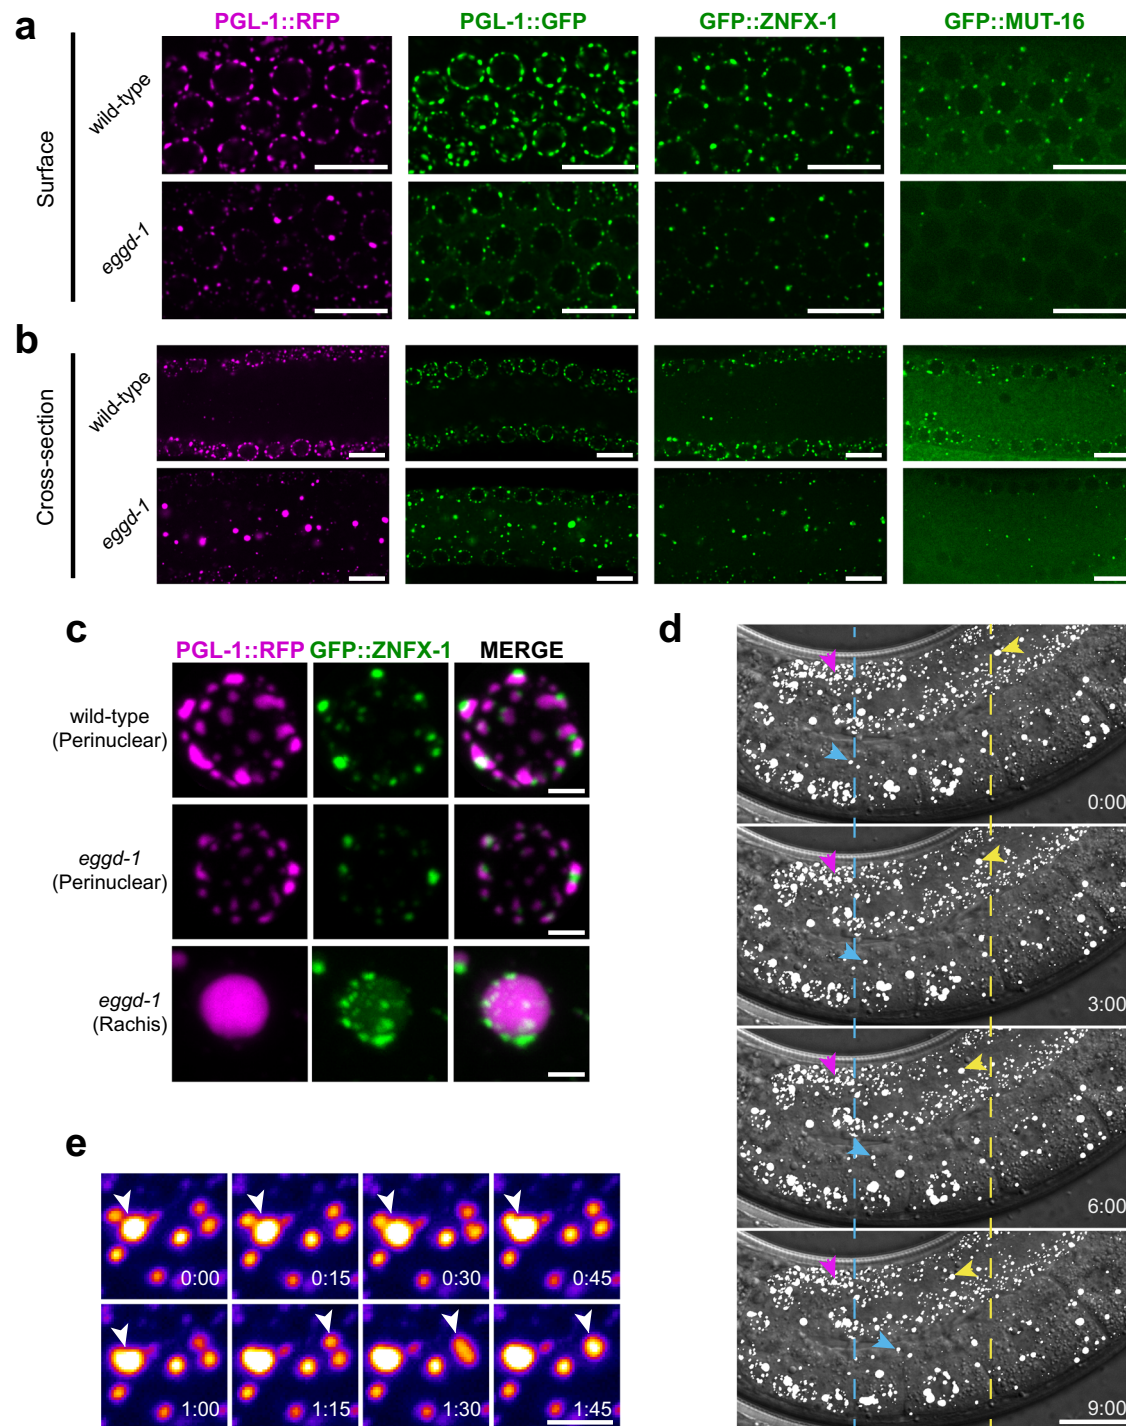 a
PGL-1::RFP PGL-1::GFP GFP::ZNFX-1 GFP::MUT-16
Surface
wild-type
eggd-1
b
Cross-section
wild-type
eggd-1
c
PGL-1::RFP GFP::ZNFX-1 MERGE
wild-type
(Perinuclear)
eggd-1
(Perinuclear)
eggd-1
(Rachis)
d
0:00
3:00
6:00
9:00
e
0:00 0:15 0:30 0:45
1:00 1:15 1:30 1:45